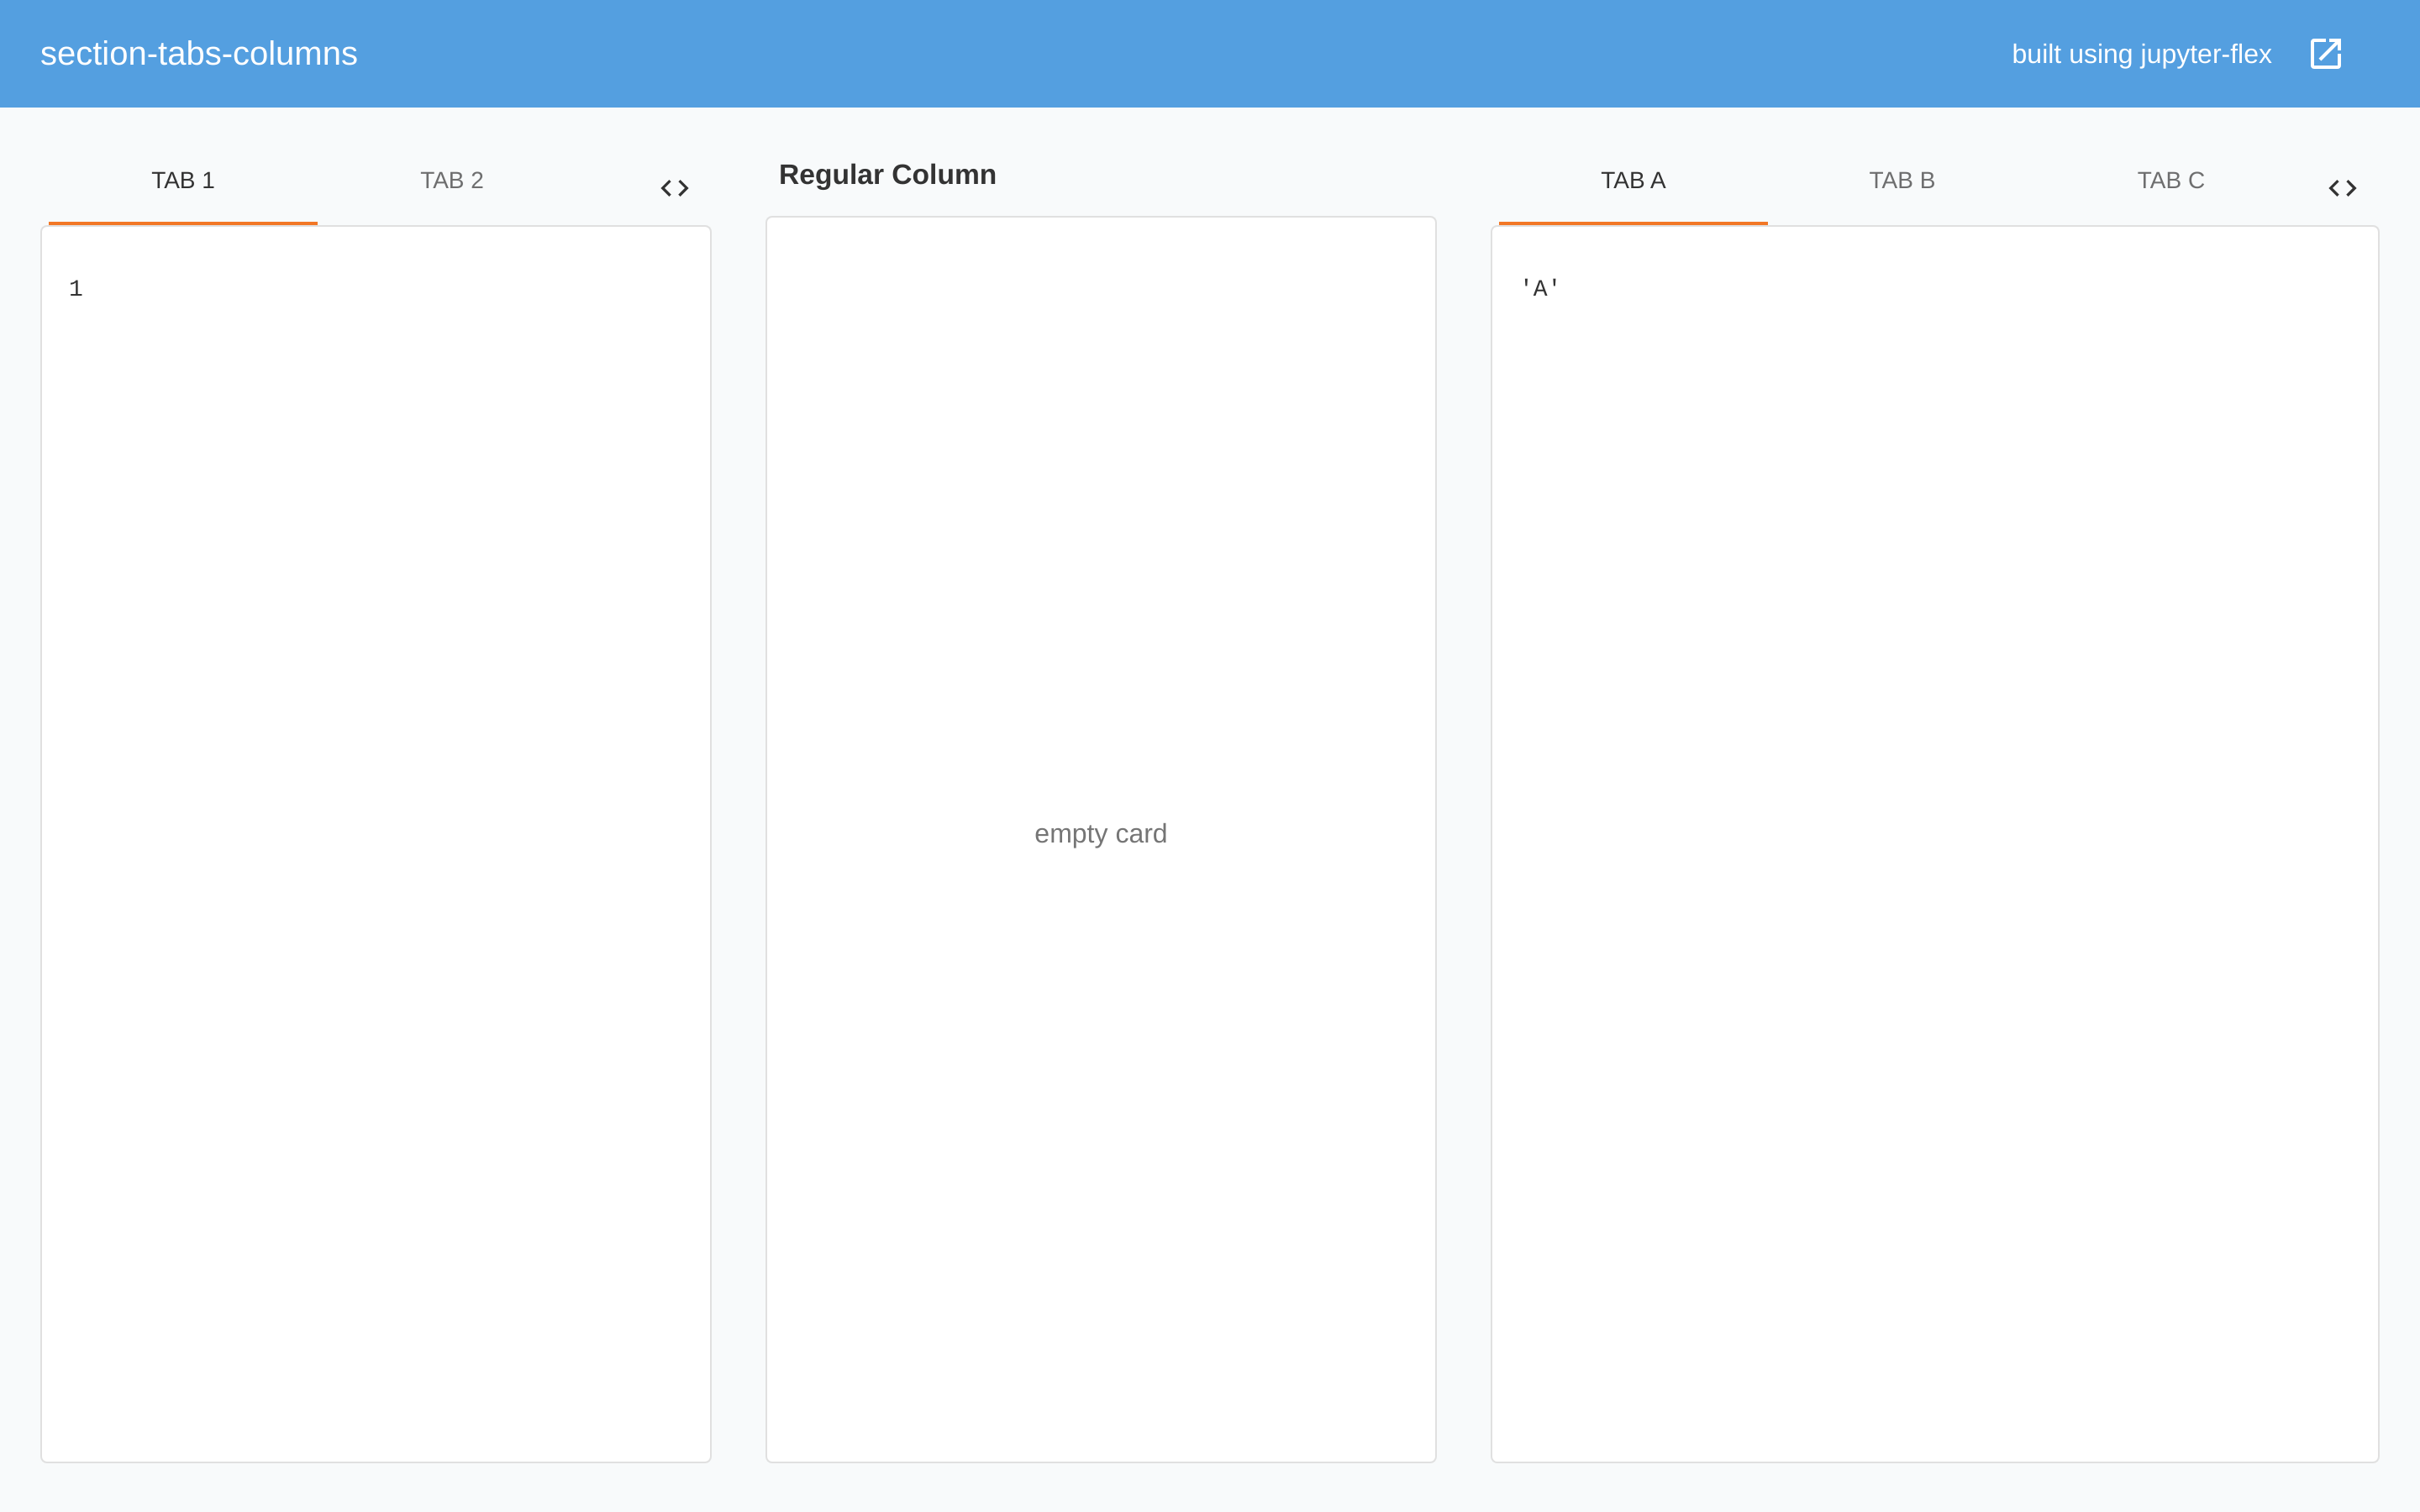 section-tabs-columns
built using jupyter-flex
TAB 1
TAB 2
1
Regular Column
empty card
TAB A
TAB B
TAB C
'A'